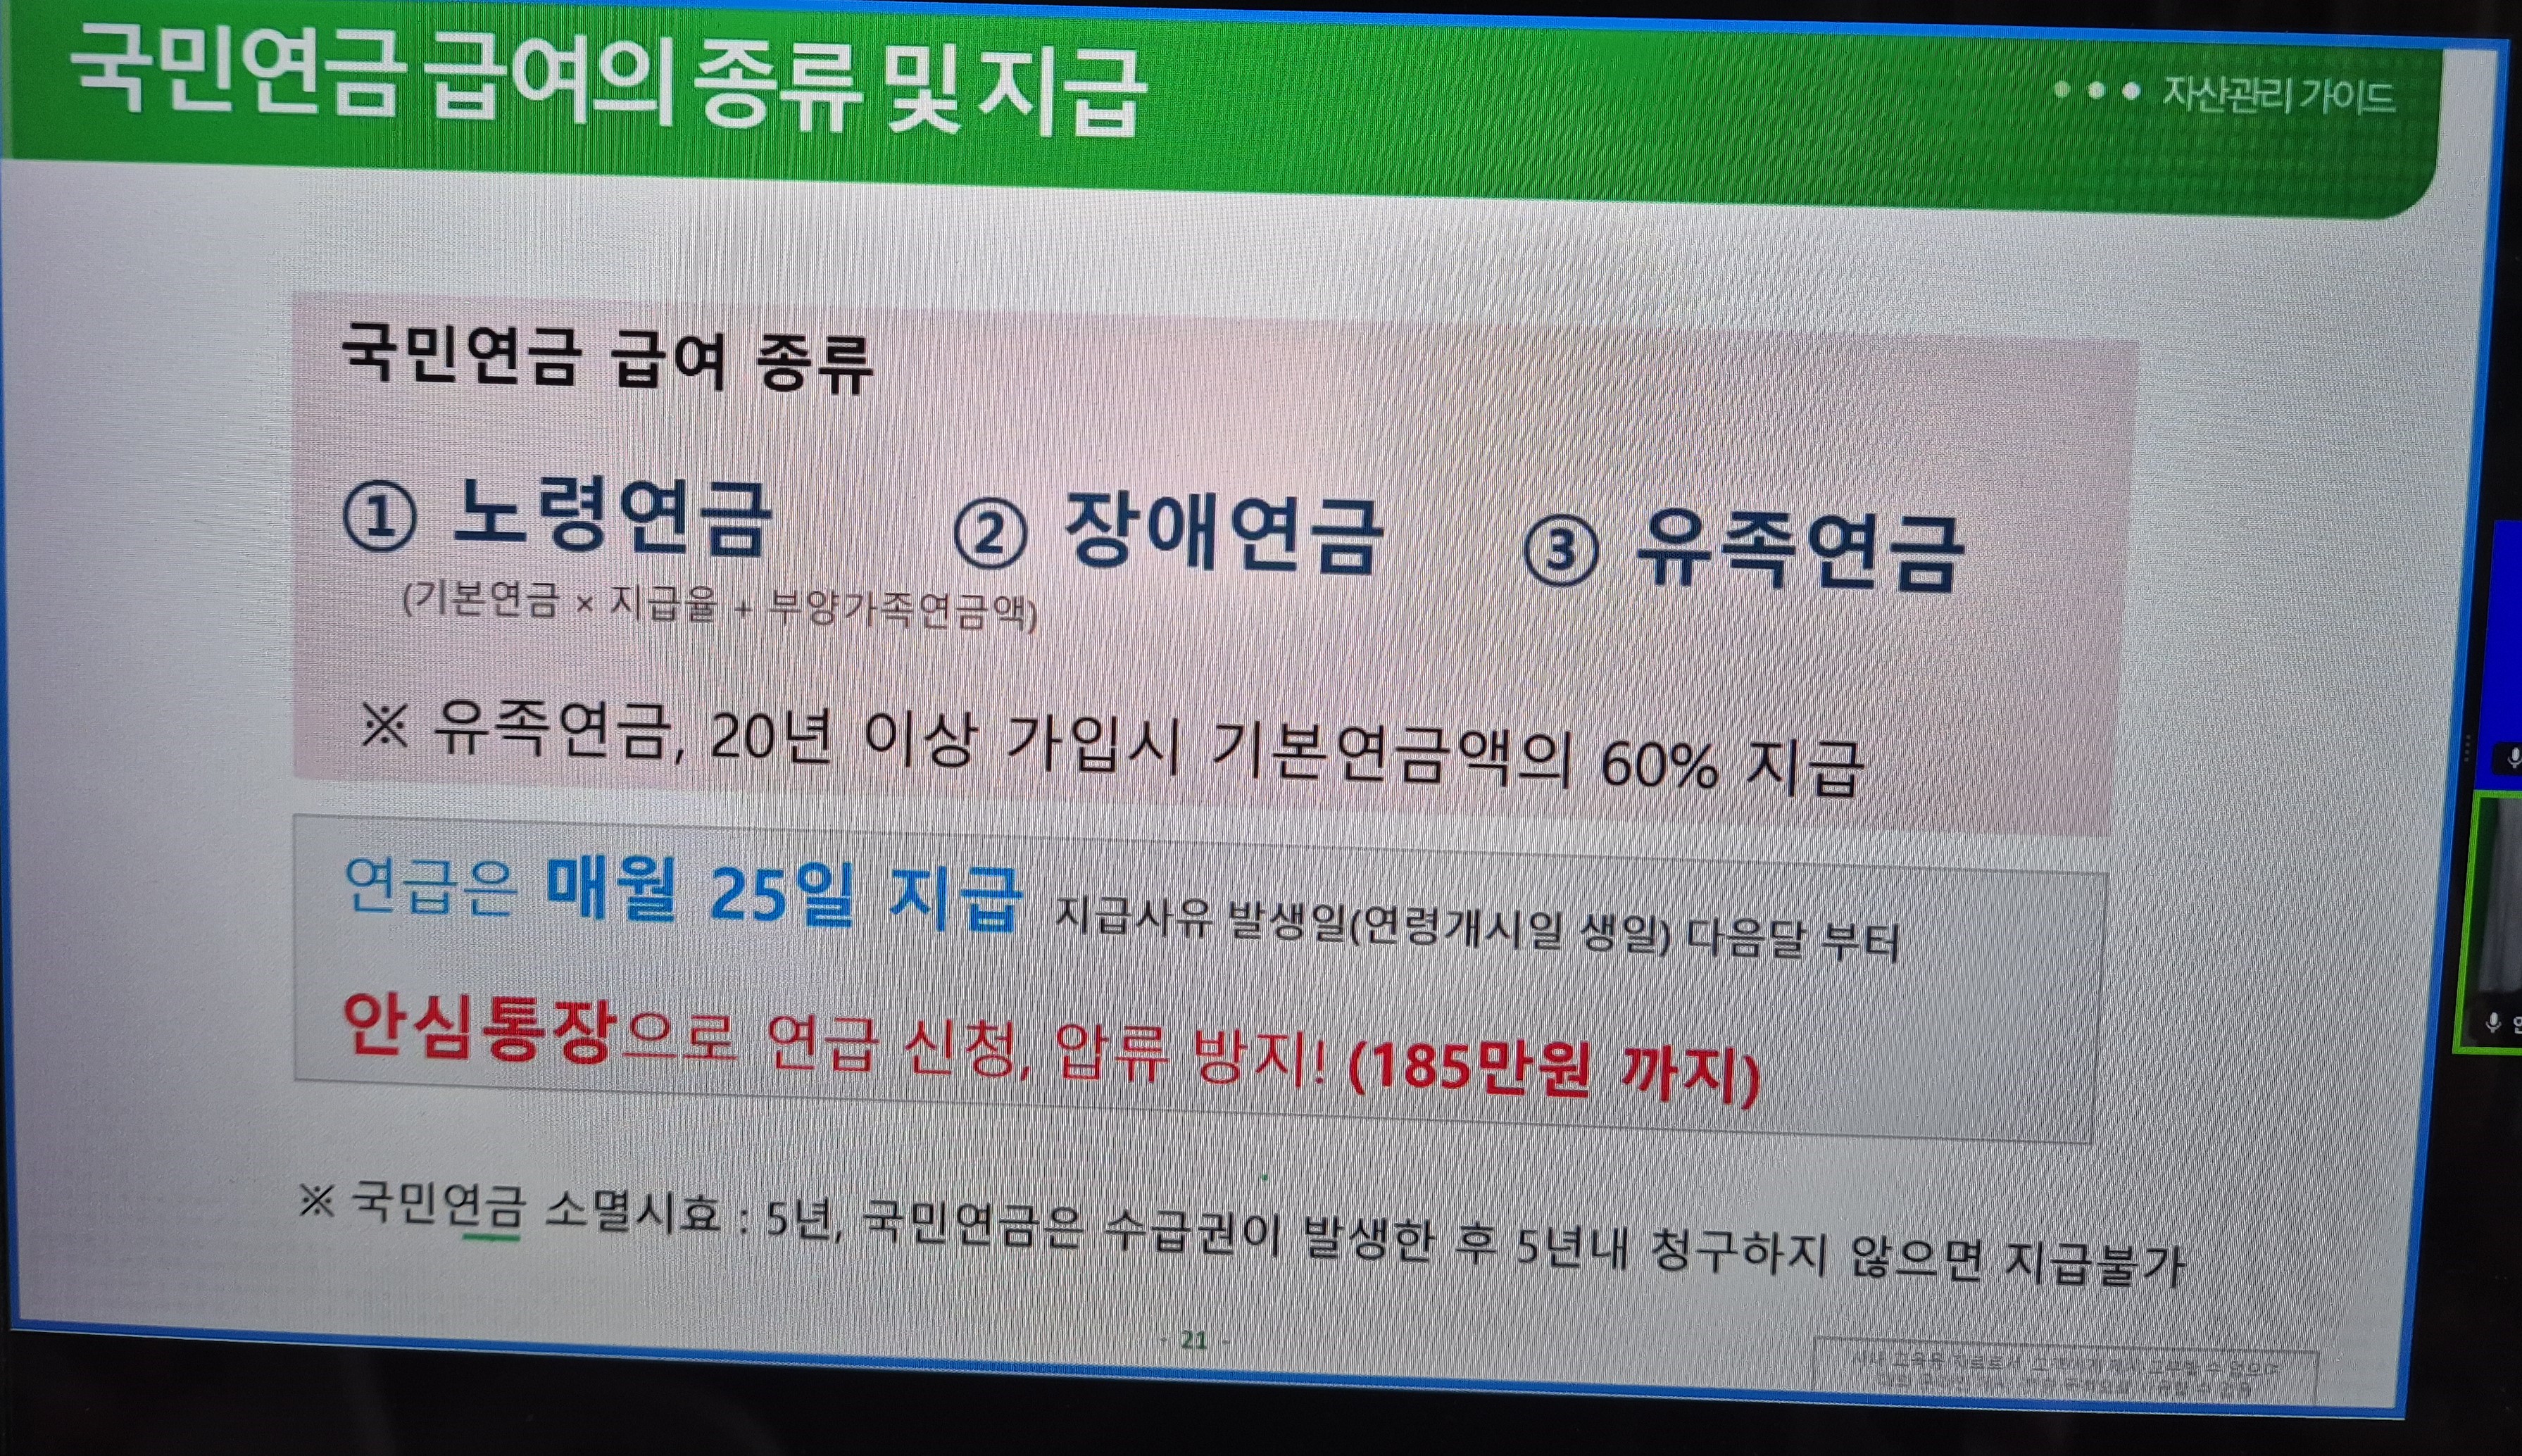 국민연금 급여의 종류 및 지급
자산관리 가이드
국민연금 급여 종류
① 노령연금 ② 장애연금 ③ 유족연금
(기본연금 × 지급율 + 부양가족연금액)
※ 유족연금, 20년 이상 가입시 기본연금액의 60% 지급
연급은 매월 25일 지급 지급사유 발생일(연령개시일 생일) 다음달 부터
안심통장으로 연급 신청, 압류 방지! (185만원 까지)
※ 국민연금 소멸시효 : 5년, 국민연금은 수급권이 발생한 후 5년내 청구하지 않으면 지급불가
- 21 -